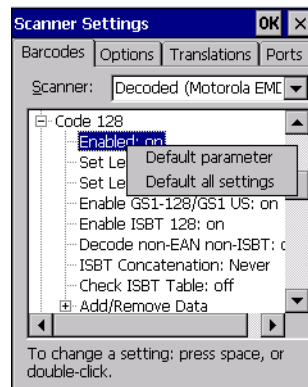 Scanner Settings OK ×
Barcodes Options Translations Ports
Scanner: Decoded (Motorola EMD
Code 128
Enabled: on
Default parameter
Set Le
Default all settings
Set Le
Enable GS1-128/GS1 US: on
Enable ISBT 128: on
Decode non-EAN non-ISBT:
ISBT Concatenation: Never
Check ISBT Table: off
Add/Remove Data
To change a setting: press space, or
double-click.